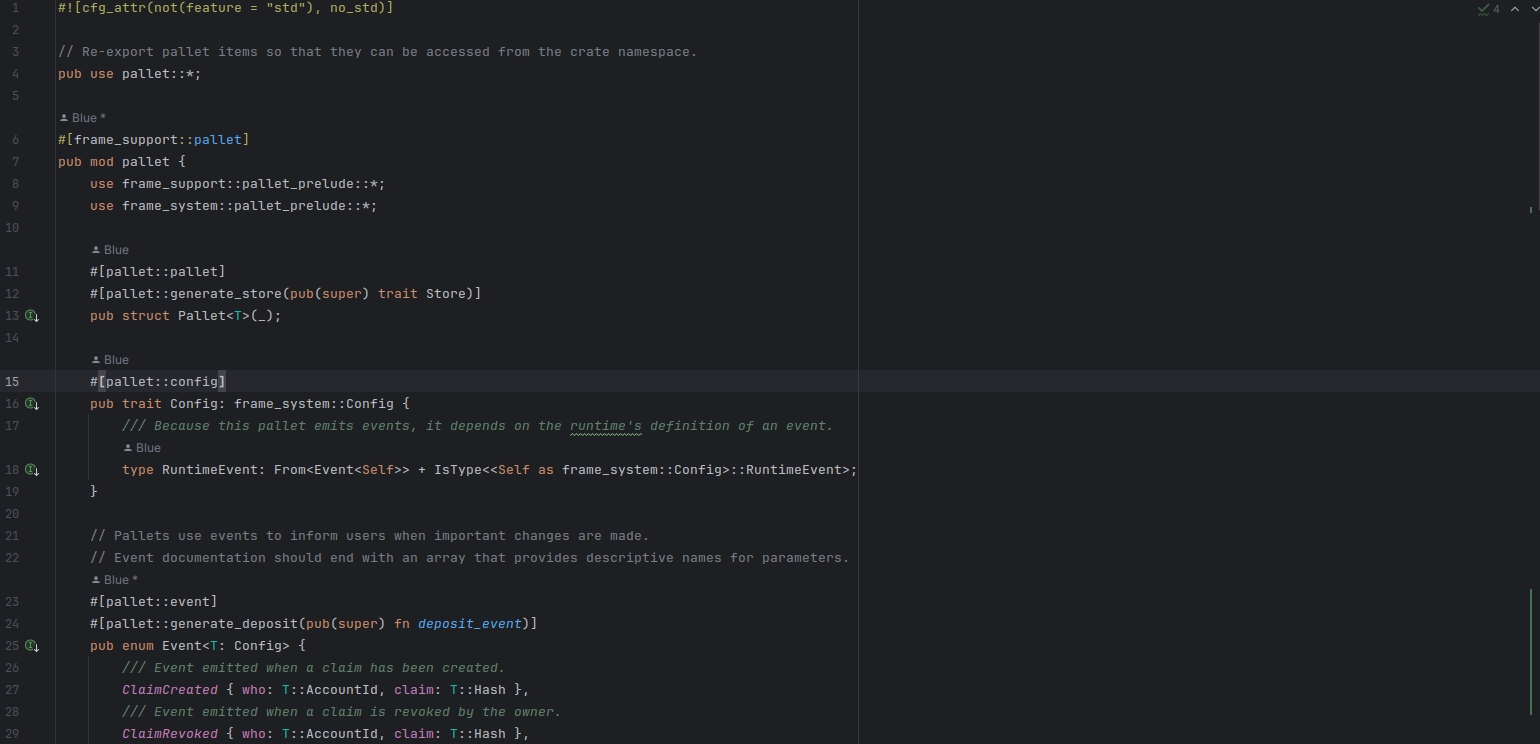 1 #![cfg_attr(not(feature = "std"), no_std)]
4
2
3 // Re-export pallet items so that they can be accessed from the crate namespace.
4 pub use pallet::*;
5
Blue *
6 #[frame_support::pallet]
7 pub mod pallet {
8 use frame_support::pallet_prelude::*;
9 use frame_system::pallet_prelude::*;
10
Blue
11 #[pallet::pallet]
12 #[pallet::generate_store(pub(super) trait Store)]
13 pub struct Pallet<T>(_);
14
Blue
15 #[pallet::config]
16 pub trait Config: frame_system::Config {
17 /// Because this pallet emits events, it depends on the runtime's definition of an event.
Blue
18 type RuntimeEvent: From<Event<Self>> + IsType<<Self as frame_system::Config>::RuntimeEvent>;
19 }
20
21 // Pallets use events to inform users when important changes are made.
22 // Event documentation should end with an array that provides descriptive names for parameters.
Blue *
23 #[pallet::event]
24 #[pallet::generate_deposit(pub(super) fn deposit_event)]
25 pub enum Event<T: Config> {
26 /// Event emitted when a claim has been created.
27 ClaimCreated { who: T::AccountId, claim: T::Hash },
28 /// Event emitted when a claim is revoked by the owner.
29 ClaimRevoked { who: T::AccountId, claim: T::Hash },